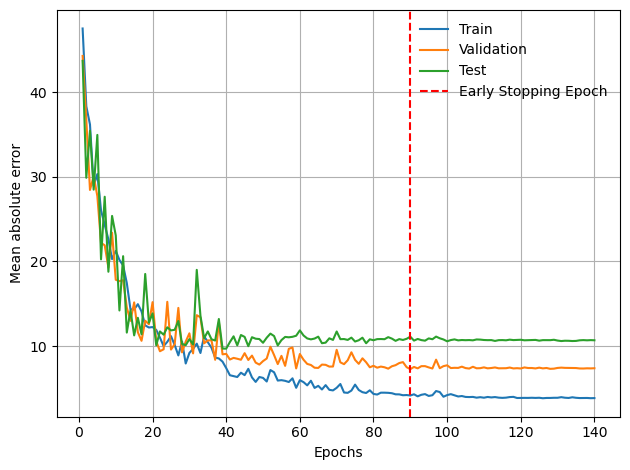 Train
Validation
Test
Early Stopping Epoch
Mean absolute error
40
30
20
10
0 20 40 60 80 100 120 140
Epochs